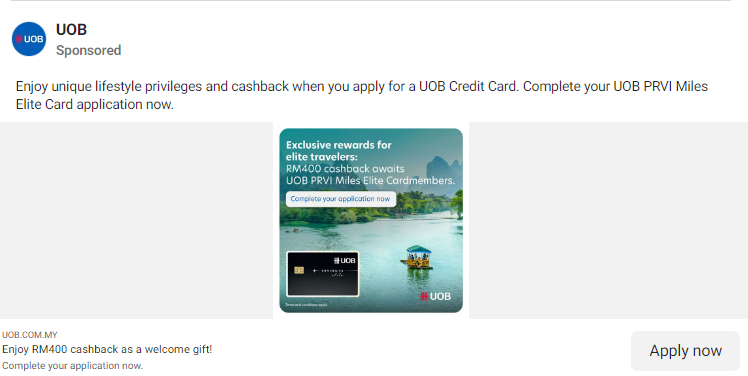 UOB
UOB
Sponsored
Enjoy unique lifestyle privileges and cashback when you apply for a UOB Credit Card. Complete your UOB PRVI Miles
Elite Card application now.
Exclusive rewards for
elite travelers:
RM400 cashback awaits
UOB PRVI Miles Elite Cardmembers.
Complete your application now
UOB
UOB
Terms and conditions apply.
UOB.COM.MY
Enjoy RM400 cashback as a welcome gift!
Complete your application now.
Apply now